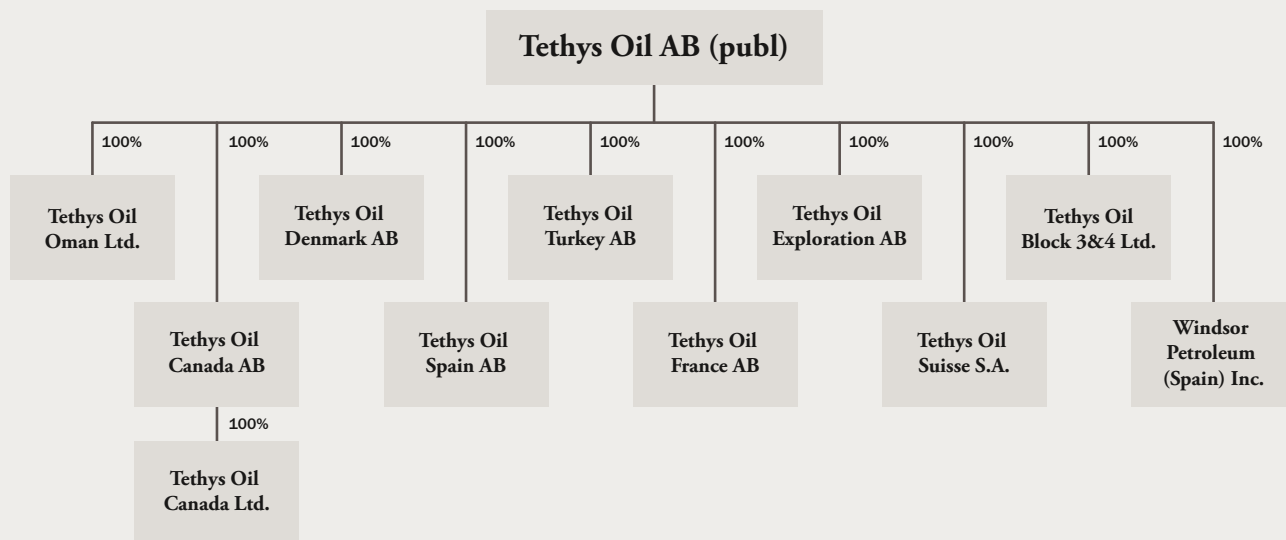 Tethys Oil AB (publ)
100% 100% 100% 100% 100% 100% 100% 100% 100% 100%
Tethys Oil
Oman Ltd.
Tethys Oil
Denmark AB
Tethys Oil
Turkey AB
Tethys Oil
Exploration AB
Tethys Oil
Block 3&4 Ltd.
Tethys Oil
Canada AB
Tethys Oil
Spain AB
Tethys Oil
France AB
Tethys Oil
Suisse S.A.
Windsor
Petroleum
(Spain) Inc.
100%
Tethys Oil
Canada Ltd.